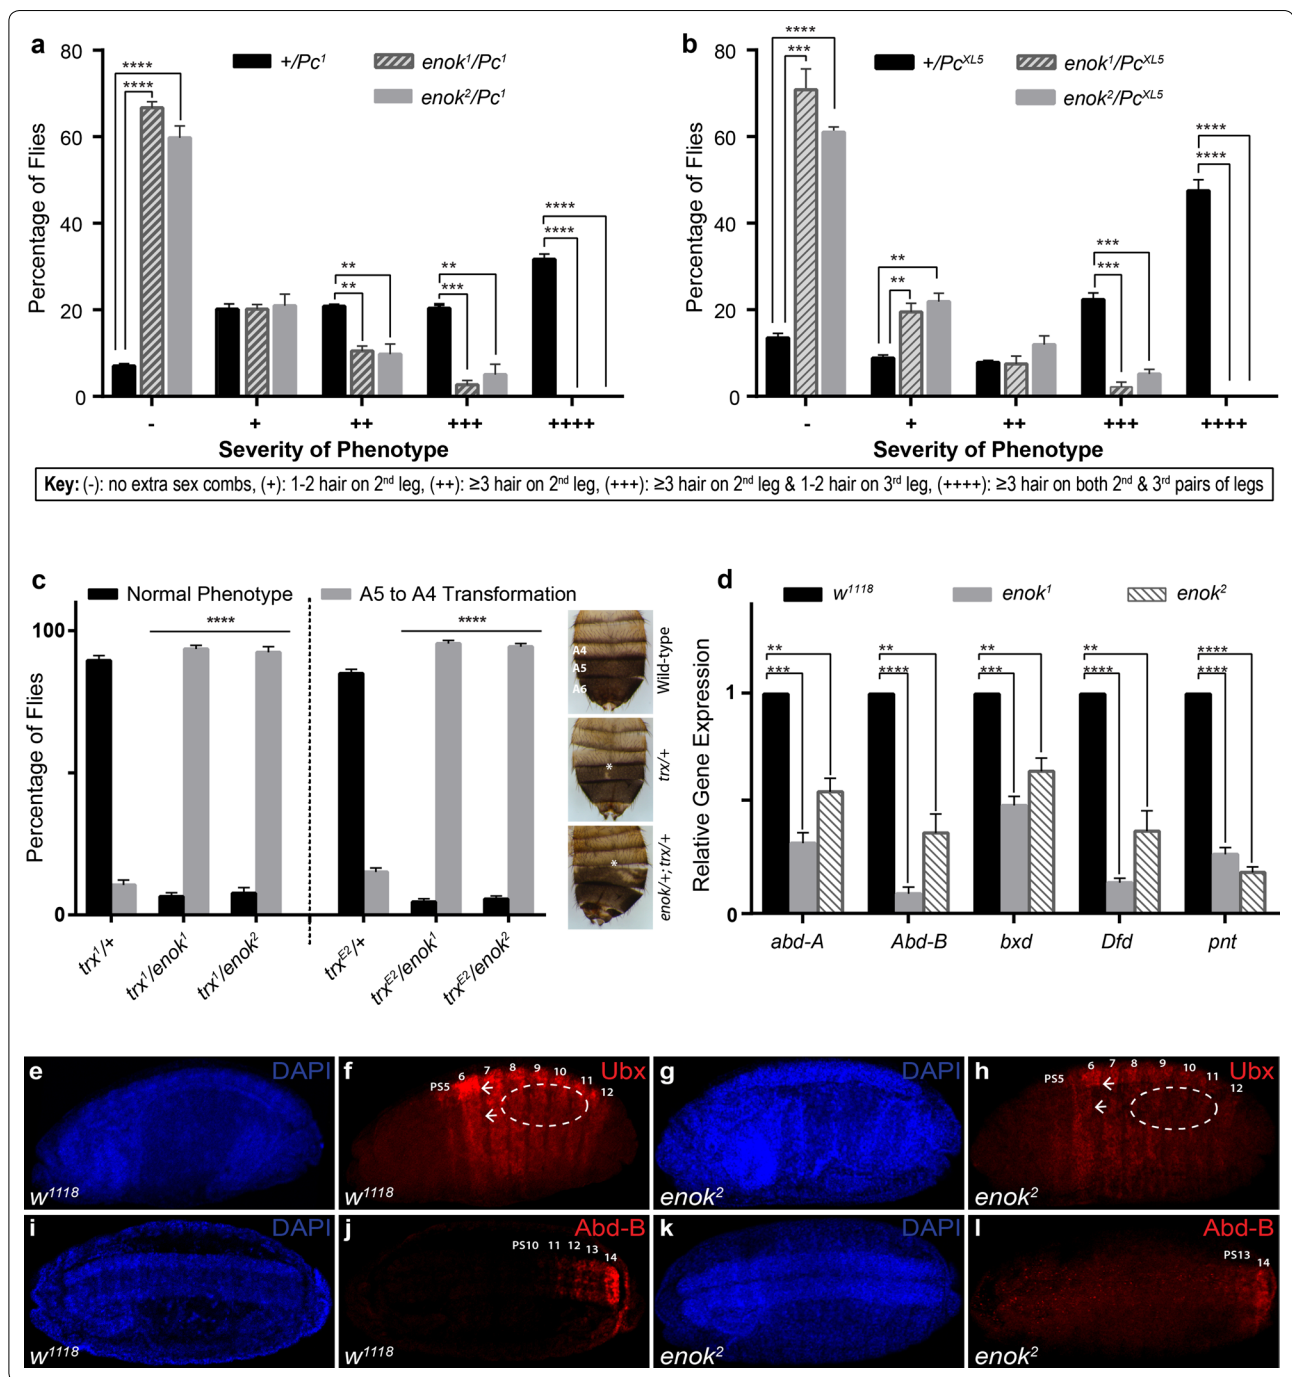 a
80
60
40
20
0
Percentage of Flies
+/Pc¹
enok¹/Pc¹
enok²/Pc¹
****
****
**
**
**
***
****
****
-
+
++
+++
++++
Severity of Phenotype
b
80
60
40
20
0
Percentage of Flies
+/Pcˣᴸ⁵
enok¹/Pcˣᴸ⁵
enok²/Pcˣᴸ⁵
****
***
**
**
***
***
****
****
-
+
++
+++
++++
Severity of Phenotype
Key: (-): no extra sex combs, (+): 1-2 hair on 2nd leg, (++): ≥3 hair on 2nd leg, (+++): ≥3 hair on 2nd leg & 1-2 hair on 3rd leg, (++++): ≥3 hair on both 2nd & 3rd pairs of legs
c
Normal Phenotype
A5 to A4 Transformation
100
0
Percentage of Flies
****
****
trx¹/+
trx¹/enok¹
trx¹/enok²
trxᴱ²/+
trxᴱ²/enok¹
trxᴱ²/enok²
A4
A5
A6
Wild-type
*
trx/+
*
enok/+;trx/+
d
w¹¹¹⁸
enok¹
enok²
1
0
Relative Gene Expression
**
***
**
****
**
***
**
****
****
****
abd-A
Abd-B
bxd
Dfd
pnt
e
DAPI
w¹¹¹⁸
f
Ubx
PS5 6 7 8 9 10 11 12
w¹¹¹⁸
g
DAPI
enok²
h
Ubx
PS5 6 7 8 9 10 11 12
enok²
i
DAPI
w¹¹¹⁸
j
Abd-B
PS10 11 12 13 14
w¹¹¹⁸
k
DAPI
enok²
l
Abd-B
PS13 14
enok²